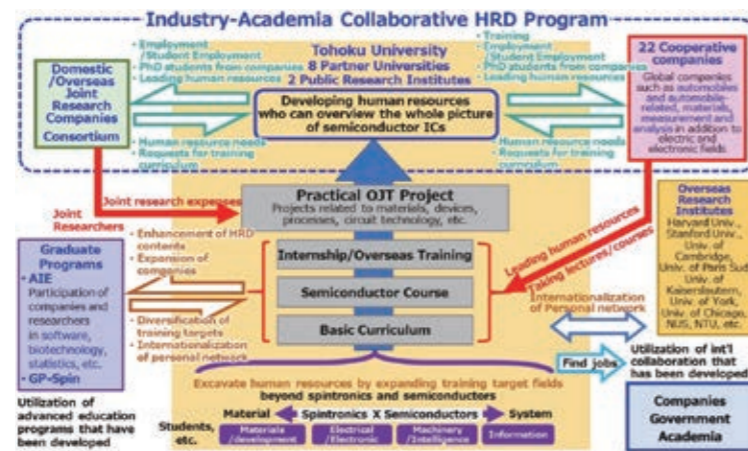 Industry-Academia Collaborative HRD Program
Domestic
/Overseas
Joint
Research
Companies
Consortium
• Employment
/Student Employment
• PhD students from companies
• Leading human resources
Tohoku University
8 Partner Universities
2 Public Research Institutes
• Training
• Employment
/Student Employment
• PhD students from companies
• Leading human resources
22 Cooperative
companies
Global companies
such as automobiles
and automobile-
related, materials,
measurement and
analysis in addition
to electric and
electronic fields
Developing human resources
who can overview the whole
picture of semiconductor ICs
• Human resource needs
• Requests for training
curriculum
• Human resource needs
• Requests for training
curriculum
Joint research expenses
Joint
Researchers
Practical OJT Project
Projects related to materials, devices,
processes, circuit technology, etc.
Internship/Overseas Training
Semiconductor Course
Basic Curriculum
Leading human resources
Taking lectures/courses
Overseas
Research
Institutes
Harvard Univ.,
Stanford Univ.,
Univ. of
Cambridge,
Univ. of Paris Sud,
Univ. of
Kaiserslautern,
Univ. of York,
Univ. of Chicago,
NUS, NTU, etc.
Graduate Programs
• AIE
Participation of
companies and
researchers
in software,
biotechnology,
statistics, etc.
• GP-Spin
• Enhancement of HRD
contents
• Expansion of
companies
• Diversification of
training targets
• Internationalization
of personal network
Internationalization
of Personal network
Utilization of
advanced education
programs that have
been developed
Excavate human resources by expanding training target fields
beyond spintronics and semiconductors
Find jobs
Utilization of int'l
collaboration that
has been developed
Companies
Government
Academia
Material
Spintronics X Semiconductors
System
Students,
etc.
Materials
/development
Electrical
/Electronic
Machinery
/Intelligence
Information